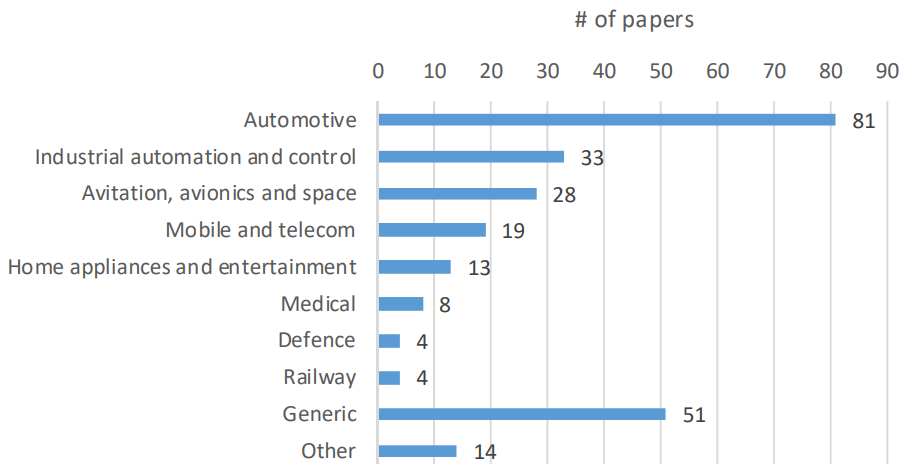 # of papers
0 10 20 30 40 50 60 70 80 90
Automotive 81
Industrial automation and control 33
Avitation, avionics and space 28
Mobile and telecom 19
Home appliances and entertainment 13
Medical 8
Defence 4
Railway 4
Generic 51
Other 14